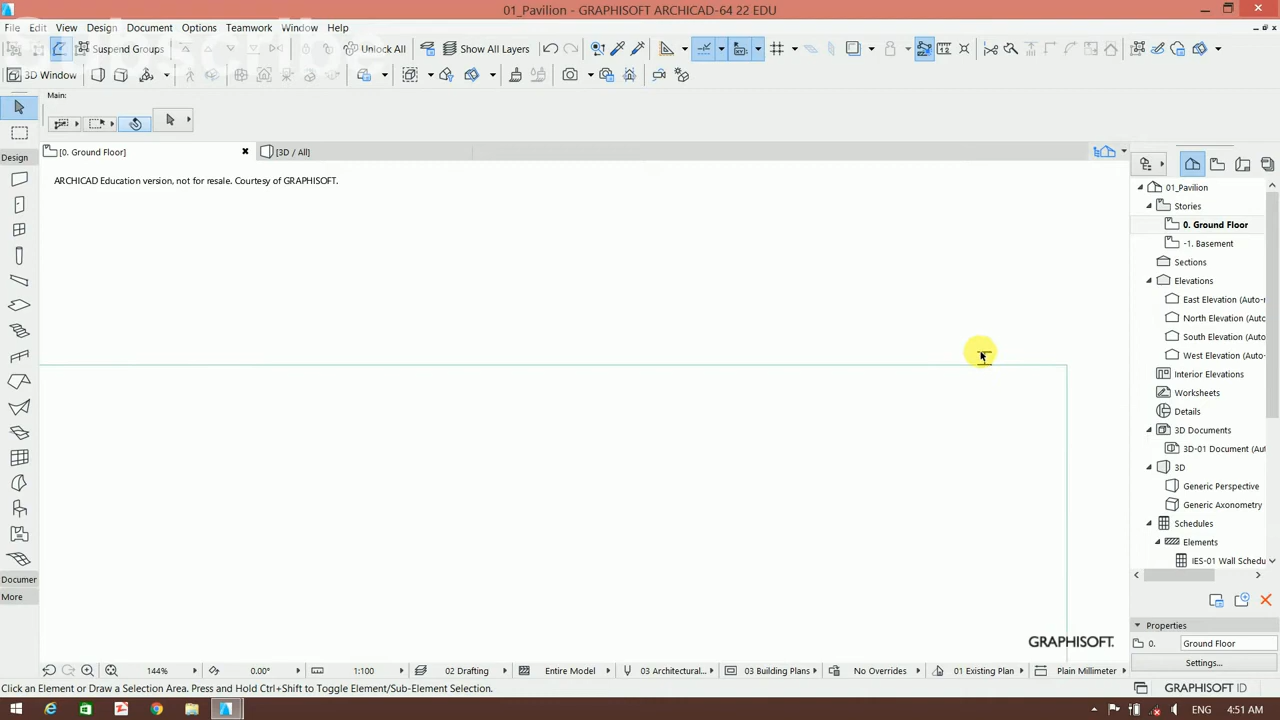 01_Pavilion - GRAPHISOFT ARCHICAD-64 22 EDU
File Edit View Design Document Options Teamwork Window Help
Suspend Groups
Unlock All
Show All Layers
3D Window
Main:
[0. Ground Floor]
[3D / All]
Design
ARCHICAD Education version, not for resale. Courtesy of GRAPHISOFT.
01_Pavilion
Stories
0. Ground Floor
-1. Basement
Sections
Elevations
East Elevation (Auto-r
North Elevation (Auto
South Elevation (Auto
West Elevation (Auto-
Interior Elevations
Worksheets
Details
3D Documents
3D-01 Document (Aut
3D
Generic Perspective
Generic Axonometry
Schedules
Elements
IES-01 Wall Schedu
Docume
More
Properties
0. Ground Floor
Settings...
GRAPHISOFT.
144%
0.00°
1:100
02 Drafting
Entire Model
03 Architectural...
03 Building Plans
No Overrides
01 Existing Plan
Plain Millimeter
Click an Element or Draw a Selection Area. Press and Hold Ctrl+Shift to Toggle Element/Sub-Element Selection.
GRAPHISOFT ID
ENG
4:51 AM